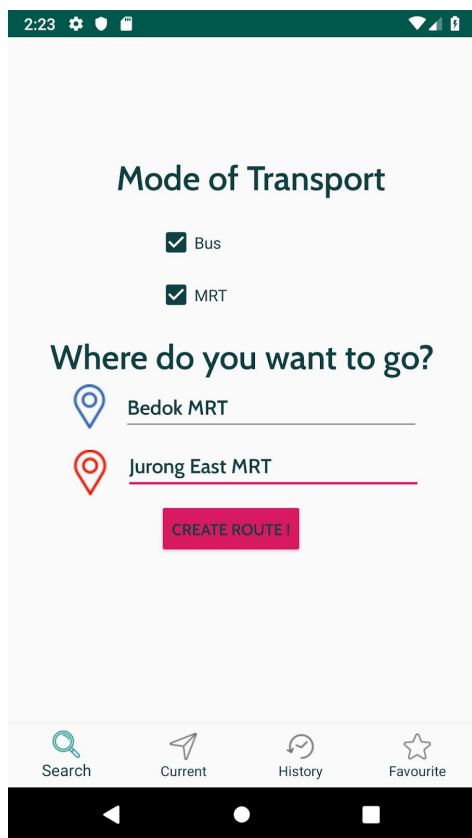 2:23
Mode of Transport
Bus
MRT
Where do you want to go?
Bedok MRT
Jurong East MRT
CREATE ROUTE !
Search Current History Favourite